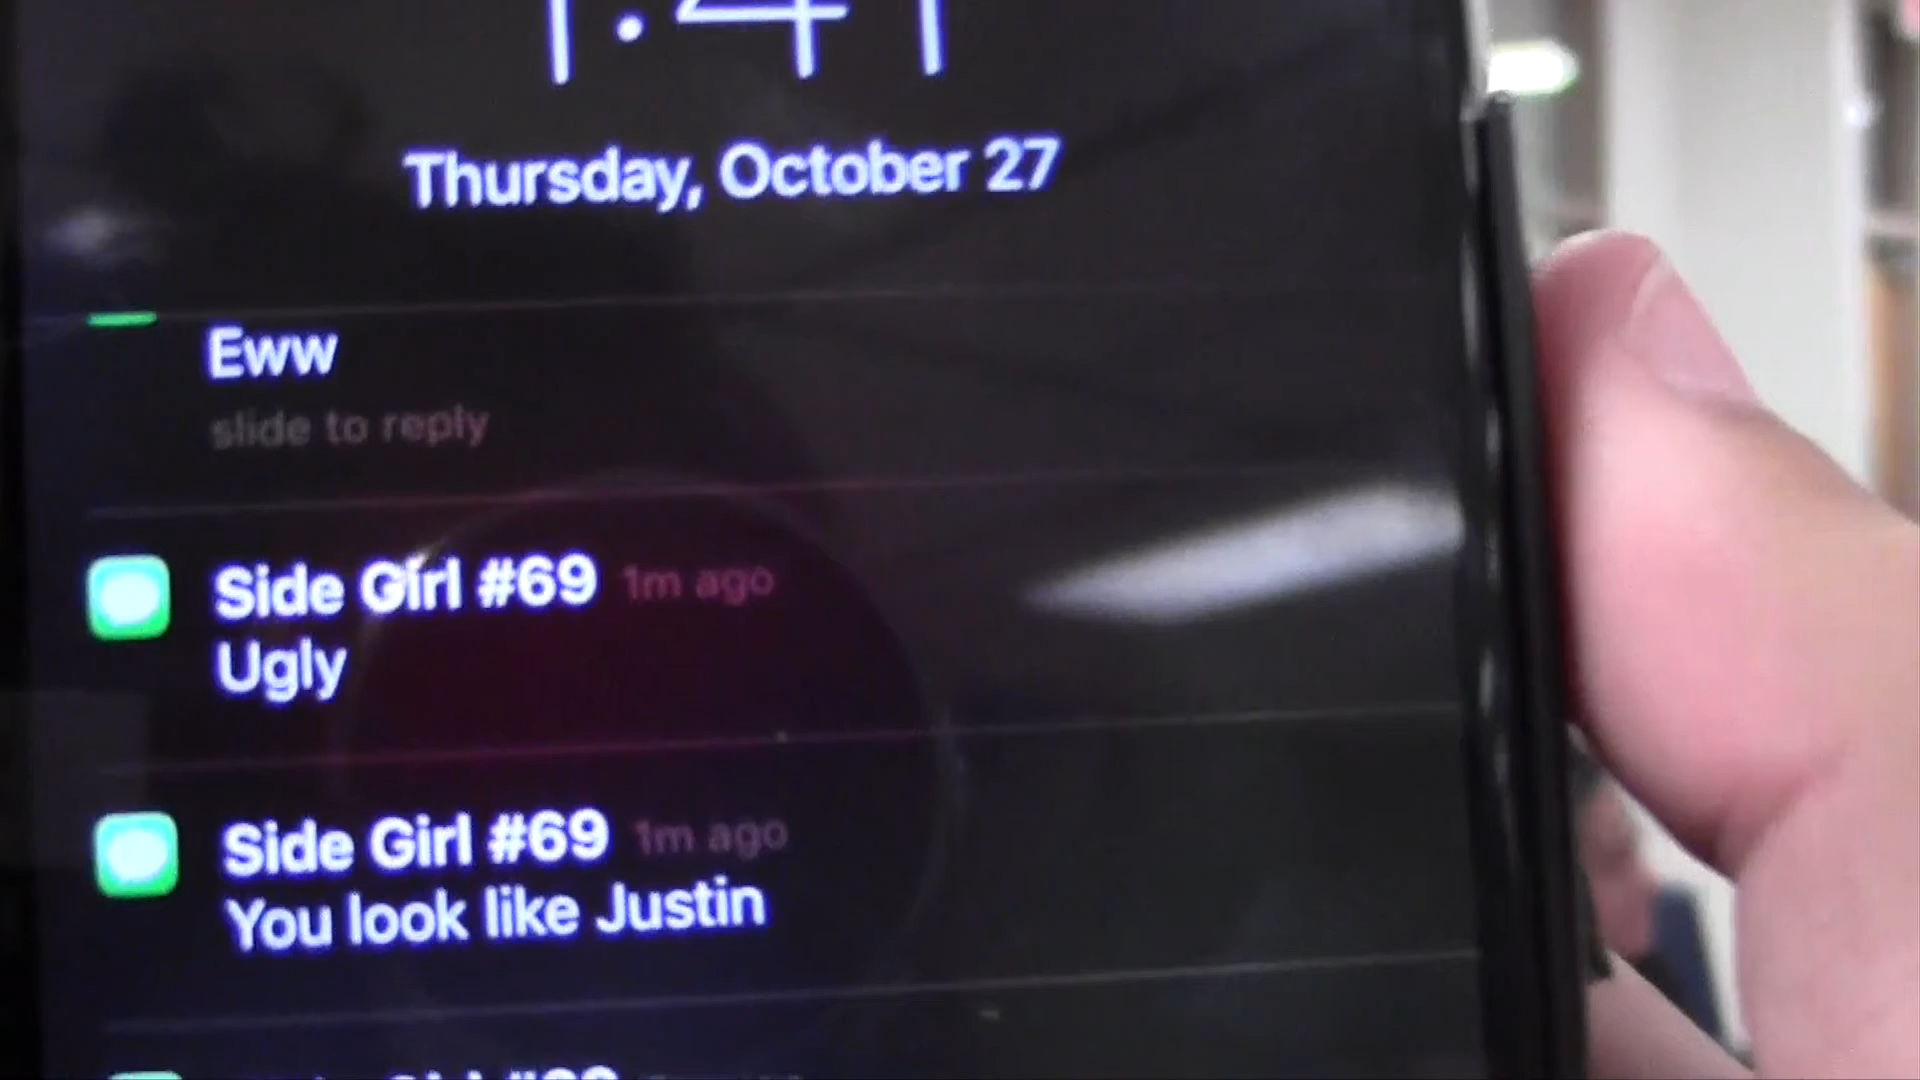 Thursday, October 27
Eww
slide to reply
Side Girl #69 1m ago
Ugly
Side Girl #69 1m ago
You look like Justin